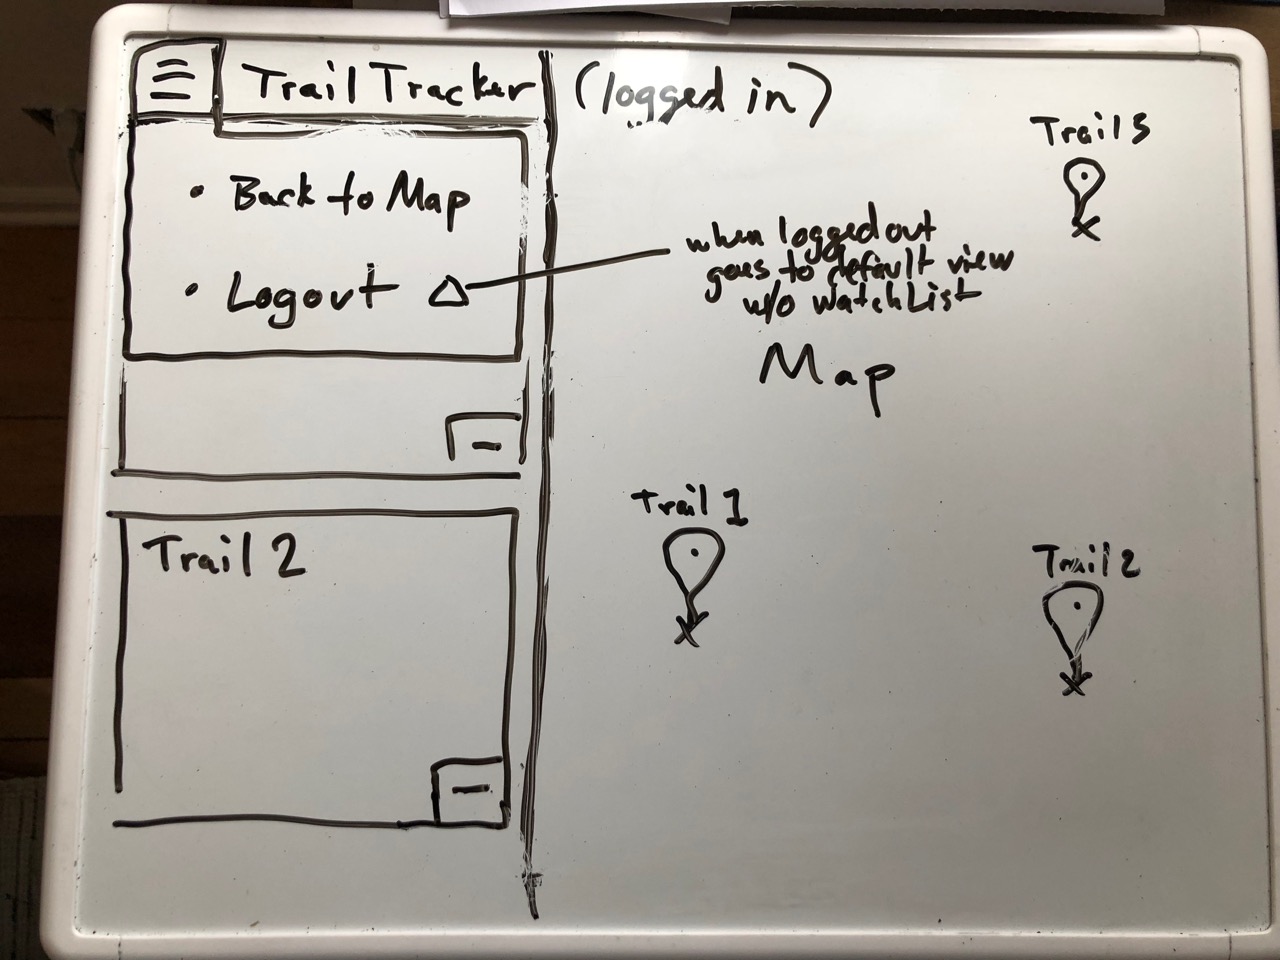 Trail Tracker
(logged in)
• Back to Map
• Logout
when logged out
goes to default view
w/o WatchList
Map
Trail 3
Trail 1
Trail 2
Trail 2